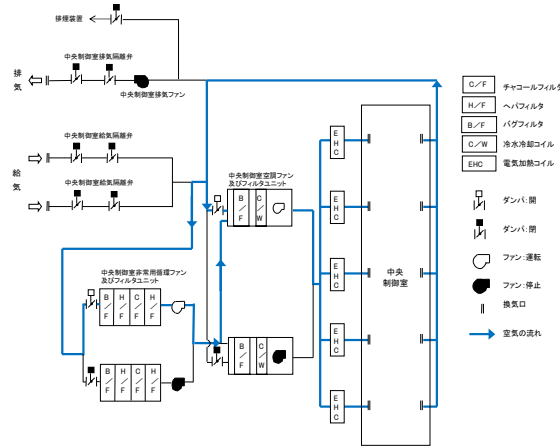 排煙装置
中央制御室排気隔離弁
排気
中央制御室排気ファン
中央制御室給気隔離弁
給気
中央制御室給気隔離弁
中央制御室空調ファン
及びフィルタユニット
B/F
C/W
中央制御室非常用循環ファン
及びフィルタユニット
B/F
H/F
C/F
H/F
B/F
H/F
C/F
H/F
B/F
C/W
EHC
EHC
EHC
EHC
EHC
中央
制御室
C/F
チャコールフィルタ
H/F
ヘパフィルタ
B/F
バグフィルタ
C/W
冷水冷却コイル
EHC
電気加熱コイル
ダンパ:開
ダンパ:閉
ファン:運転
ファン:停止
換気口
空気の流れ